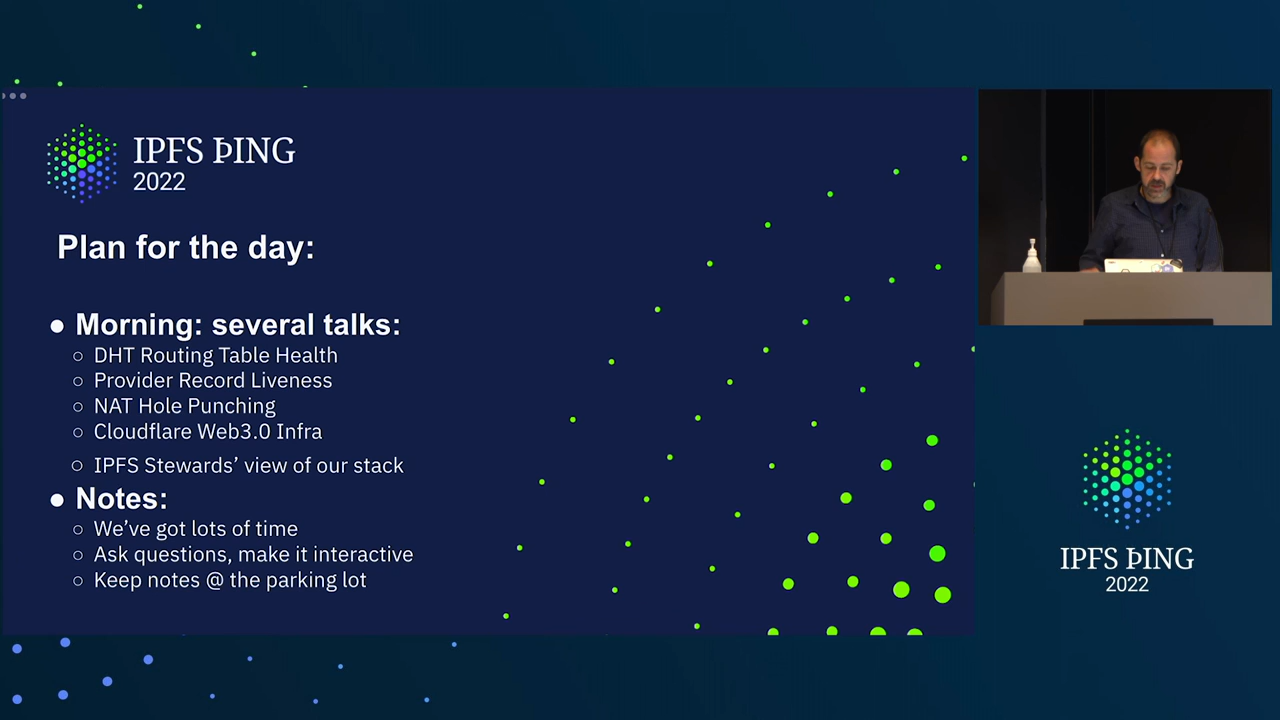 IPFS ÞING
2022
Plan for the day:
● Morning: several talks:
○ DHT Routing Table Health
○ Provider Record Liveness
○ NAT Hole Punching
○ Cloudflare Web3.0 Infra
○ IPFS Stewards’ view of our stack
● Notes:
○ We’ve got lots of time
○ Ask questions, make it interactive
○ Keep notes @ the parking lot
IPFS ÞING
2022